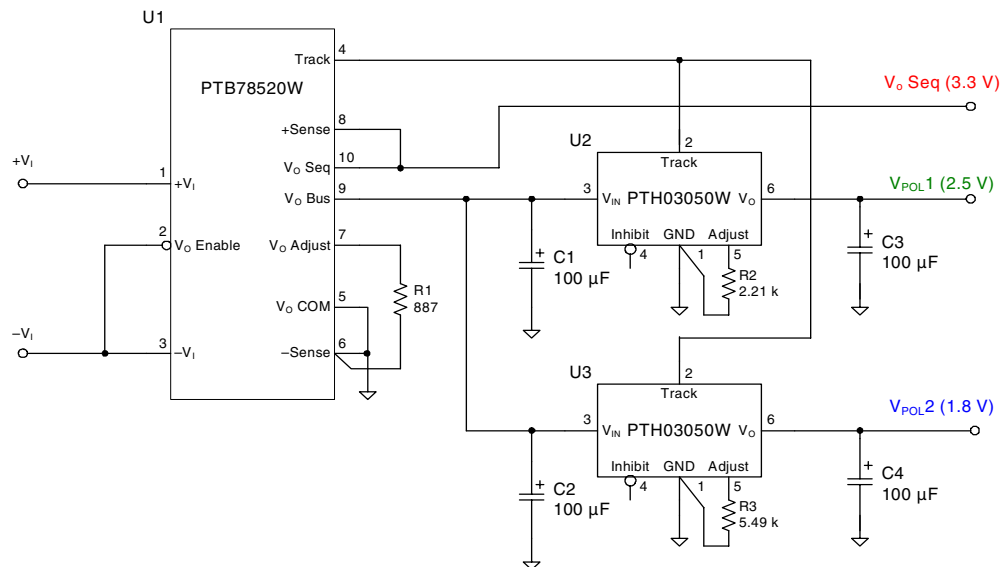 U1
PTB78520W
Track
4
+Sense
8
Vₒ Seq
10
Vₒ Bus
9
Vₒ Adjust
7
Vₒ COM
5
–Sense
6
+Vᵢ
1
+Vᵢ
2
Vₒ Enable
–Vᵢ
3
–Vᵢ
R1
887
Vₒ Seq (3.3 V)
U2
2
Track
3
V_IN
PTH03050W
Vₒ
6
Inhibit
GND
Adjust
4
1
5
R2
2.21 k
+
C1
100 µF
V_POL1 (2.5 V)
+
C3
100 µF
U3
2
Track
3
V_IN
PTH03050W
Vₒ
6
Inhibit
GND
Adjust
4
1
5
R3
5.49 k
+
C2
100 µF
V_POL2 (1.8 V)
+
C4
100 µF